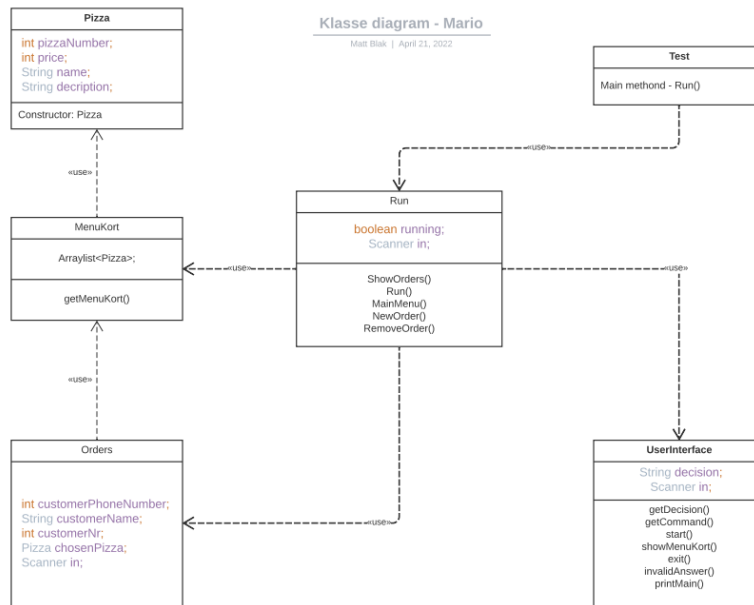 Klasse diagram - Mario
Matt Blak | April 21, 2022
Pizza
int pizzaNumber;
int price;
String name;
String decription;
Constructor: Pizza
Test
Main methond - Run()
«use»
«use»
MenuKort
Arraylist<Pizza>;
getMenuKort()
«use»
Run
boolean running;
Scanner in;
ShowOrders()
Run()
MainMenu()
NewOrder()
RemoveOrder()
«use»
«use»
Orders
int customerPhoneNumber;
String customerName;
int customerNr;
Pizza chosenPizza;
Scanner in;
«use»
UserInterface
String decision;
Scanner in;
getDecision()
getCommand()
start()
showMenuKort()
exit()
invalidAnswer()
printMain()